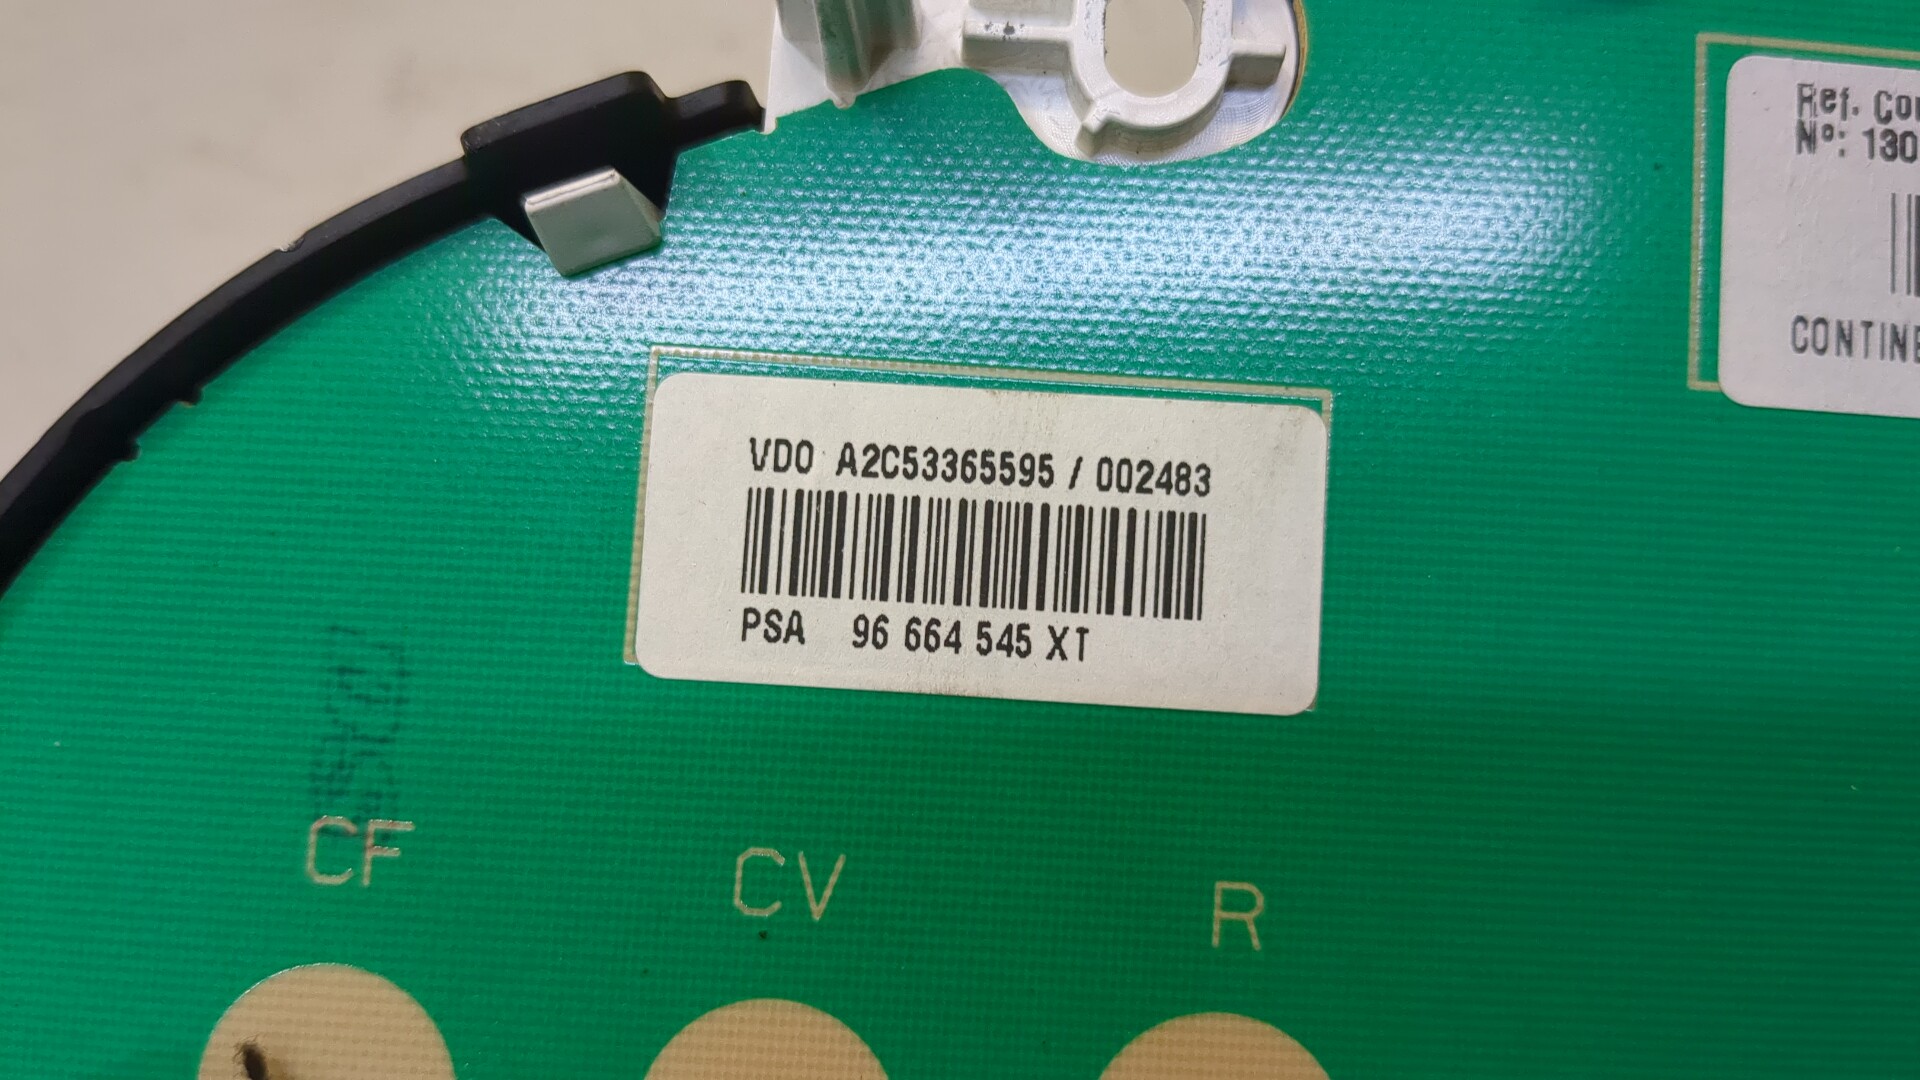 Ref. Co
Nº: 130
CONTINE
VDO A2C53365595 / 002483
PSA 96 664 545 XT
CF
CV
R